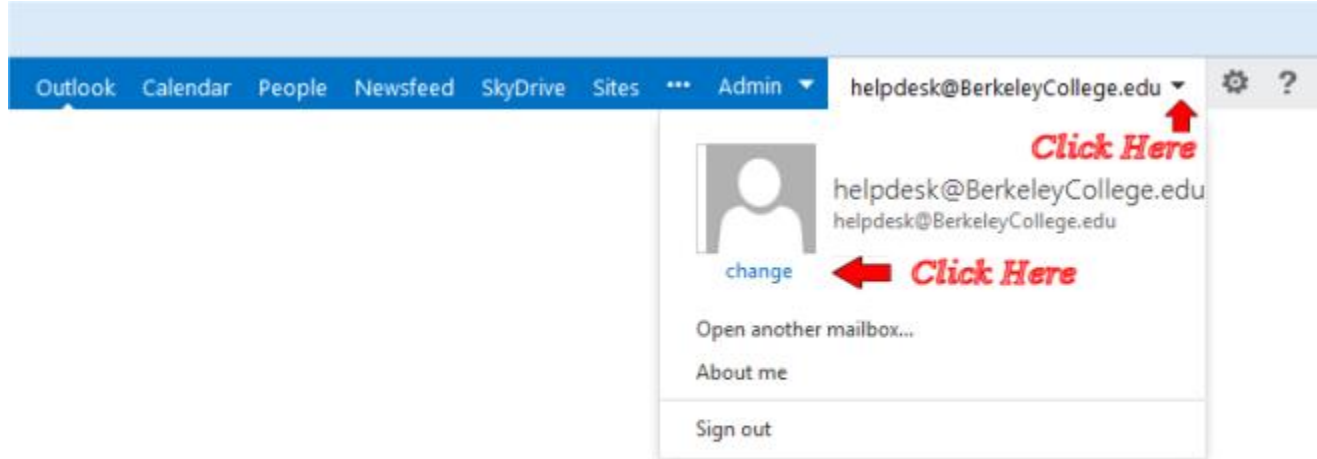 Outlook Calendar People Newsfeed SkyDrive Sites ••• Admin helpdesk@BerkeleyCollege.edu ?
Click Here
helpdesk@BerkeleyCollege.edu
helpdesk@BerkeleyCollege.edu
change Click Here
Open another mailbox...
About me
Sign out